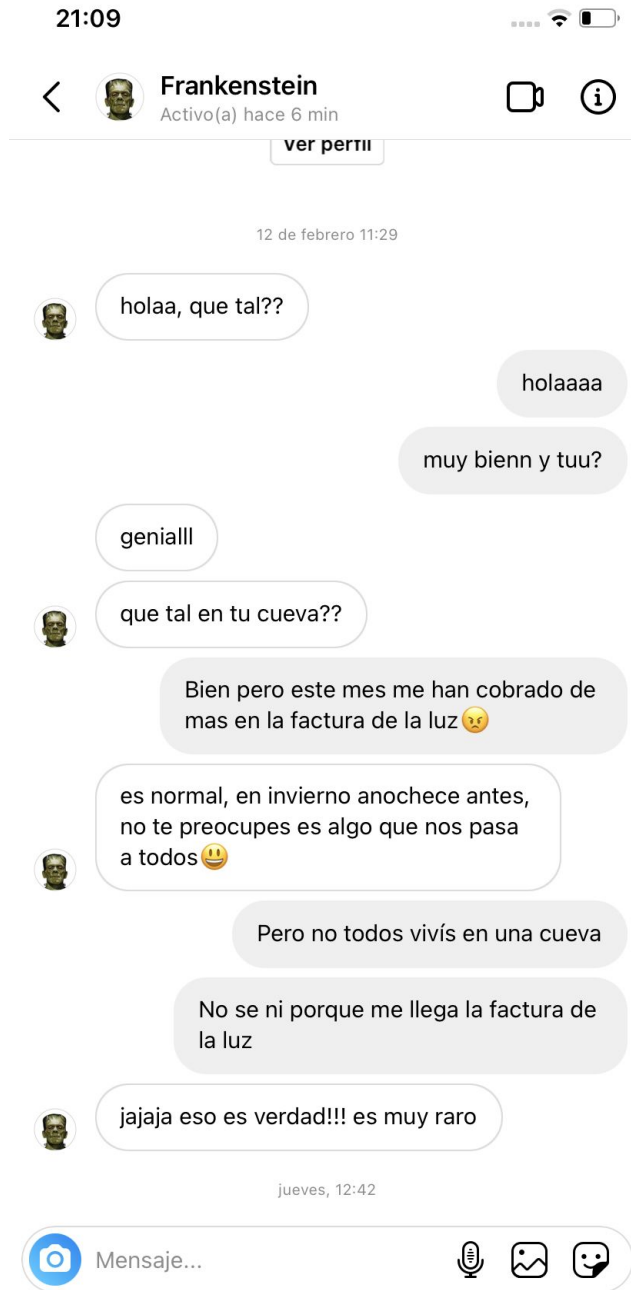 21:09
Frankenstein
Activo(a) hace 6 min
Ver perfil
12 de febrero 11:29
holaa, que tal??
holaaaa
muy bienn y tuu?
genialll
que tal en tu cueva??
Bien pero este mes me han cobrado de
mas en la factura de la luz😠
es normal, en invierno anochece antes,
no te preocupes es algo que nos pasa
a todos😃
Pero no todos vivís en una cueva
No se ni porque me llega la factura de
la luz
jajaja eso es verdad!!! es muy raro
jueves, 12:42
Mensaje...